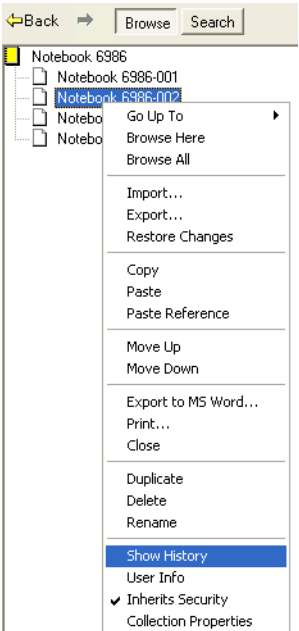 Back Browse Search
Notebook 6986
Notebook 6986-001
Notebook 6986-002
Notebo
Notebo
Go Up To
Browse Here
Browse All
Import...
Export...
Restore Changes
Copy
Paste
Paste Reference
Move Up
Move Down
Export to MS Word...
Print...
Close
Duplicate
Delete
Rename
Show History
User Info
Inherits Security
Collection Properties